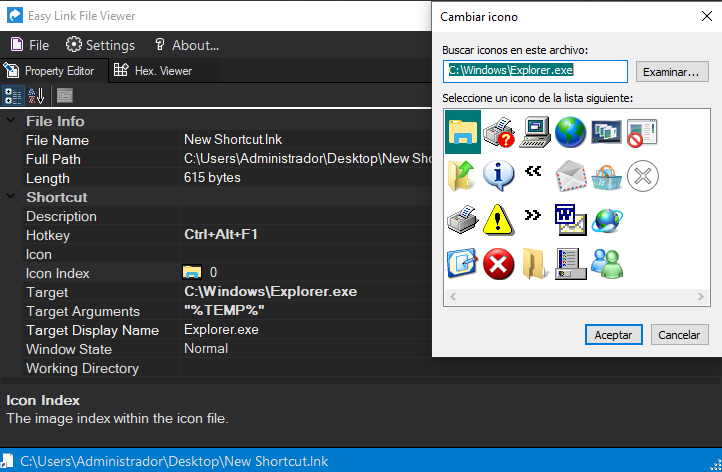 Easy Link File Viewer
File Settings ? About...
Property Editor Hex. Viewer
File Info
File Name New Shortcut.lnk
Full Path C:\Users\Administrador\Desktop\New Sho
Length 615 bytes
Shortcut
Description
Hotkey Ctrl+Alt+F1
Icon
Icon Index 0
Target C:\Windows\Explorer.exe
Target Arguments "%TEMP%"
Target Display Name Explorer.exe
Window State Normal
Working Directory
Icon Index
The image index within the icon file.
C:\Users\Administrador\Desktop\New Shortcut.lnk
Cambiar icono
Buscar iconos en este archivo:
C:\Windows\Explorer.exe Examinar...
Seleccione un icono de la lista siguiente:
Aceptar Cancelar